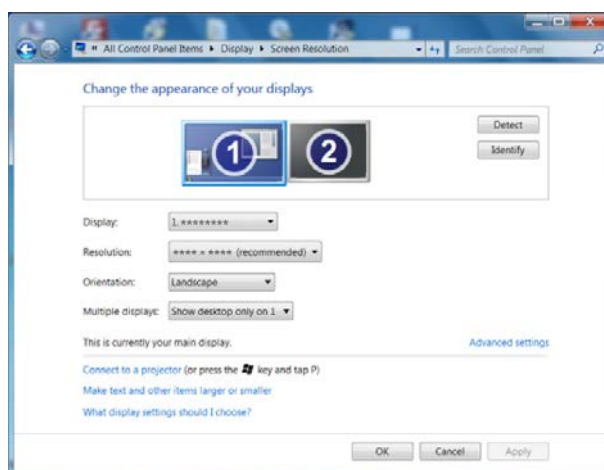 All Control Panel Items ▸ Display ▸ Screen Resolution
Search Control Panel
Change the appearance of your displays
1
2
Detect
Identify
Display: 1. ********
Resolution: **** × **** (recommended)
Orientation: Landscape
Multiple displays: Show desktop only on 1
This is currently your main display.
Advanced settings
Connect to a projector (or press the key and tap P)
Make text and other items larger or smaller
What display settings should I choose?
OK
Cancel
Apply